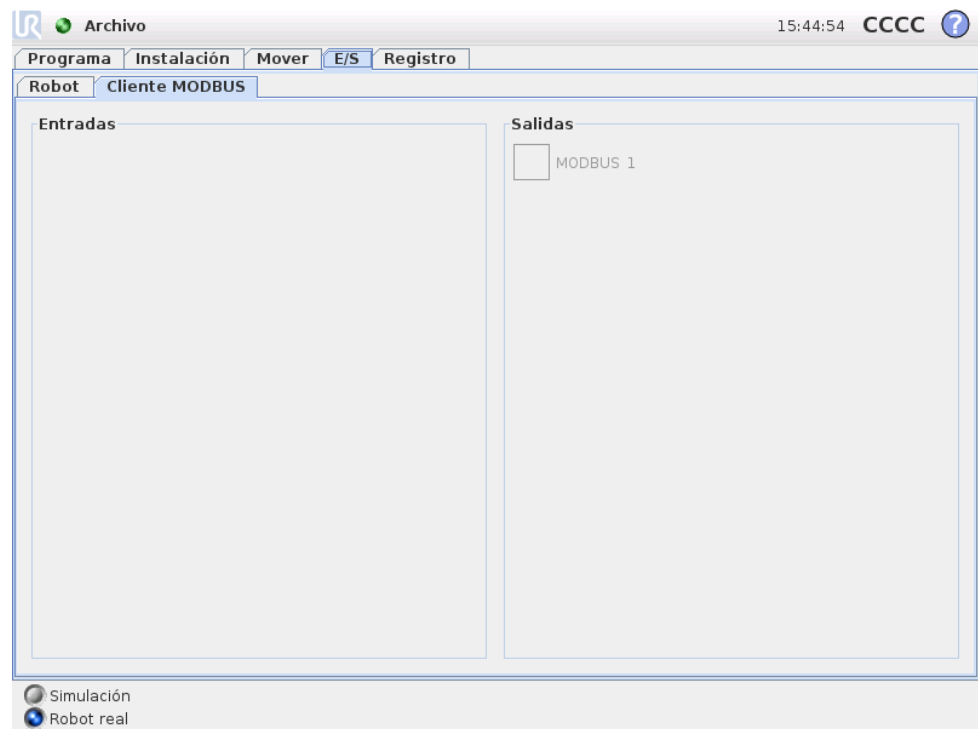 UR Archivo 15:44:54 CCCC ?
Programa Instalación Mover E/S Registro
Robot Cliente MODBUS
Entradas Salidas
MODBUS 1
Simulación
Robot real